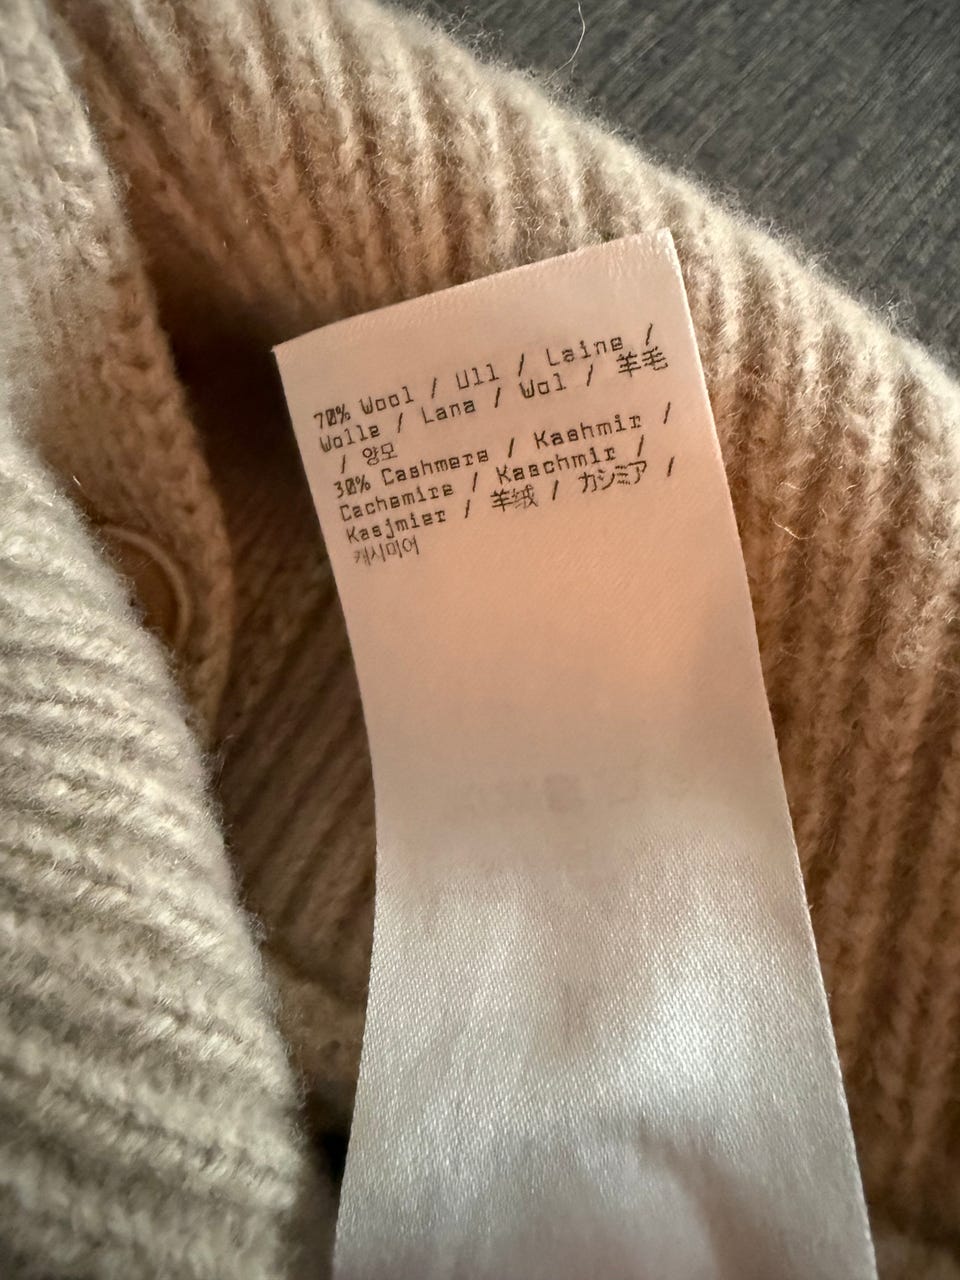 70% Wool / Ull / Laine /
Wolle / Lana / Wol / 羊毛
/ 양모
30% Cashmere / Kashmir /
Cachemire / Kaschmir /
Kasjmier / 羊绒 / カシミア /
캐시미어